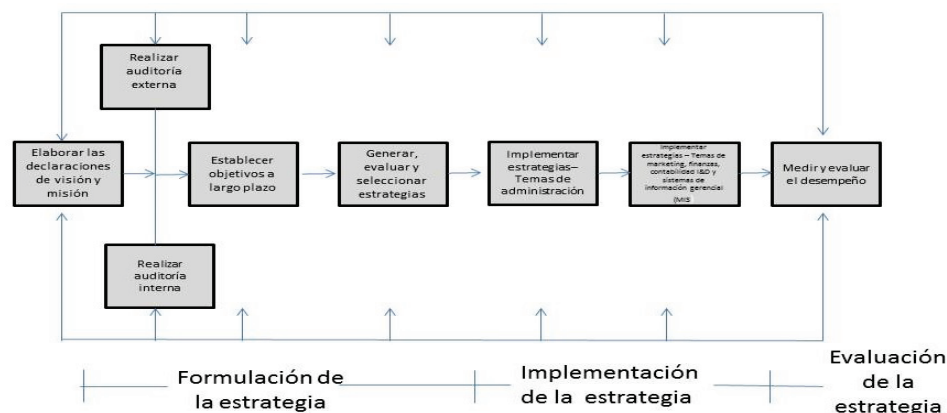 Realizar
auditoría
externa
Elaborar las
declaraciones
de visión y
misión
Establecer
objetivos a
largo plazo
Generar,
evaluar y
seleccionar
estrategias
Implementar
estrategias–
Temas de
administración
Implementar
estrategias – Temas
de marketing, finanzas,
contabilidad I&D y
sistemas de
información gerencial
(MIS
Medir y evaluar
el desempeño
Realizar
auditoría
interna
Formulación de
la estrategia
Implementación
de la estrategia
Evaluación
de la
estrategia